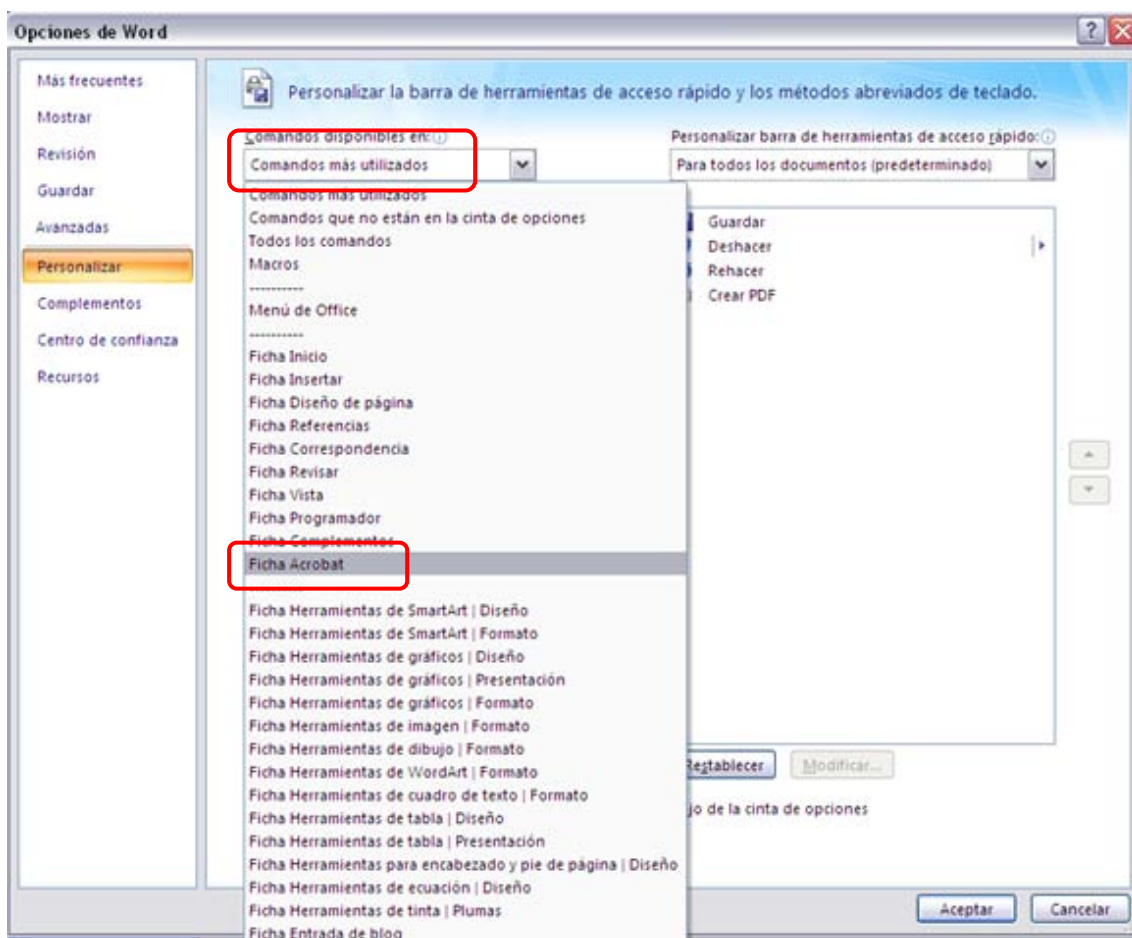 Opciones de Word
Más frecuentes
Mostrar
Revisión
Guardar
Avanzadas
Personalizar
Complementos
Centro de confianza
Recursos
Personalizar la barra de herramientas de acceso rápido y los métodos abreviados de teclado.
Comandos disponibles en:
Comandos más utilizados
Comandos más utilizados
Comandos que no están en la cinta de opciones
Todos los comandos
Macros
----------
Menú de Office
----------
Ficha Inicio
Ficha Insertar
Ficha Diseño de página
Ficha Referencias
Ficha Correspondencia
Ficha Revisar
Ficha Vista
Ficha Programador
Ficha Complementos
Ficha Acrobat
Ficha Herramientas de SmartArt | Diseño
Ficha Herramientas de SmartArt | Formato
Ficha Herramientas de gráficos | Diseño
Ficha Herramientas de gráficos | Presentación
Ficha Herramientas de gráficos | Formato
Ficha Herramientas de imagen | Formato
Ficha Herramientas de dibujo | Formato
Ficha Herramientas de WordArt | Formato
Ficha Herramientas de cuadro de texto | Formato
Ficha Herramientas de tabla | Diseño
Ficha Herramientas de tabla | Presentación
Ficha Herramientas para encabezado y pie de página | Diseño
Ficha Herramientas de ecuación | Diseño
Ficha Herramientas de tinta | Plumas
Ficha Entrada de blog
Personalizar barra de herramientas de acceso rápido:
Para todos los documentos (predeterminado)
Guardar
Deshacer
Rehacer
Crear PDF
Restablecer
Modificar...
jo de la cinta de opciones
Aceptar
Cancelar